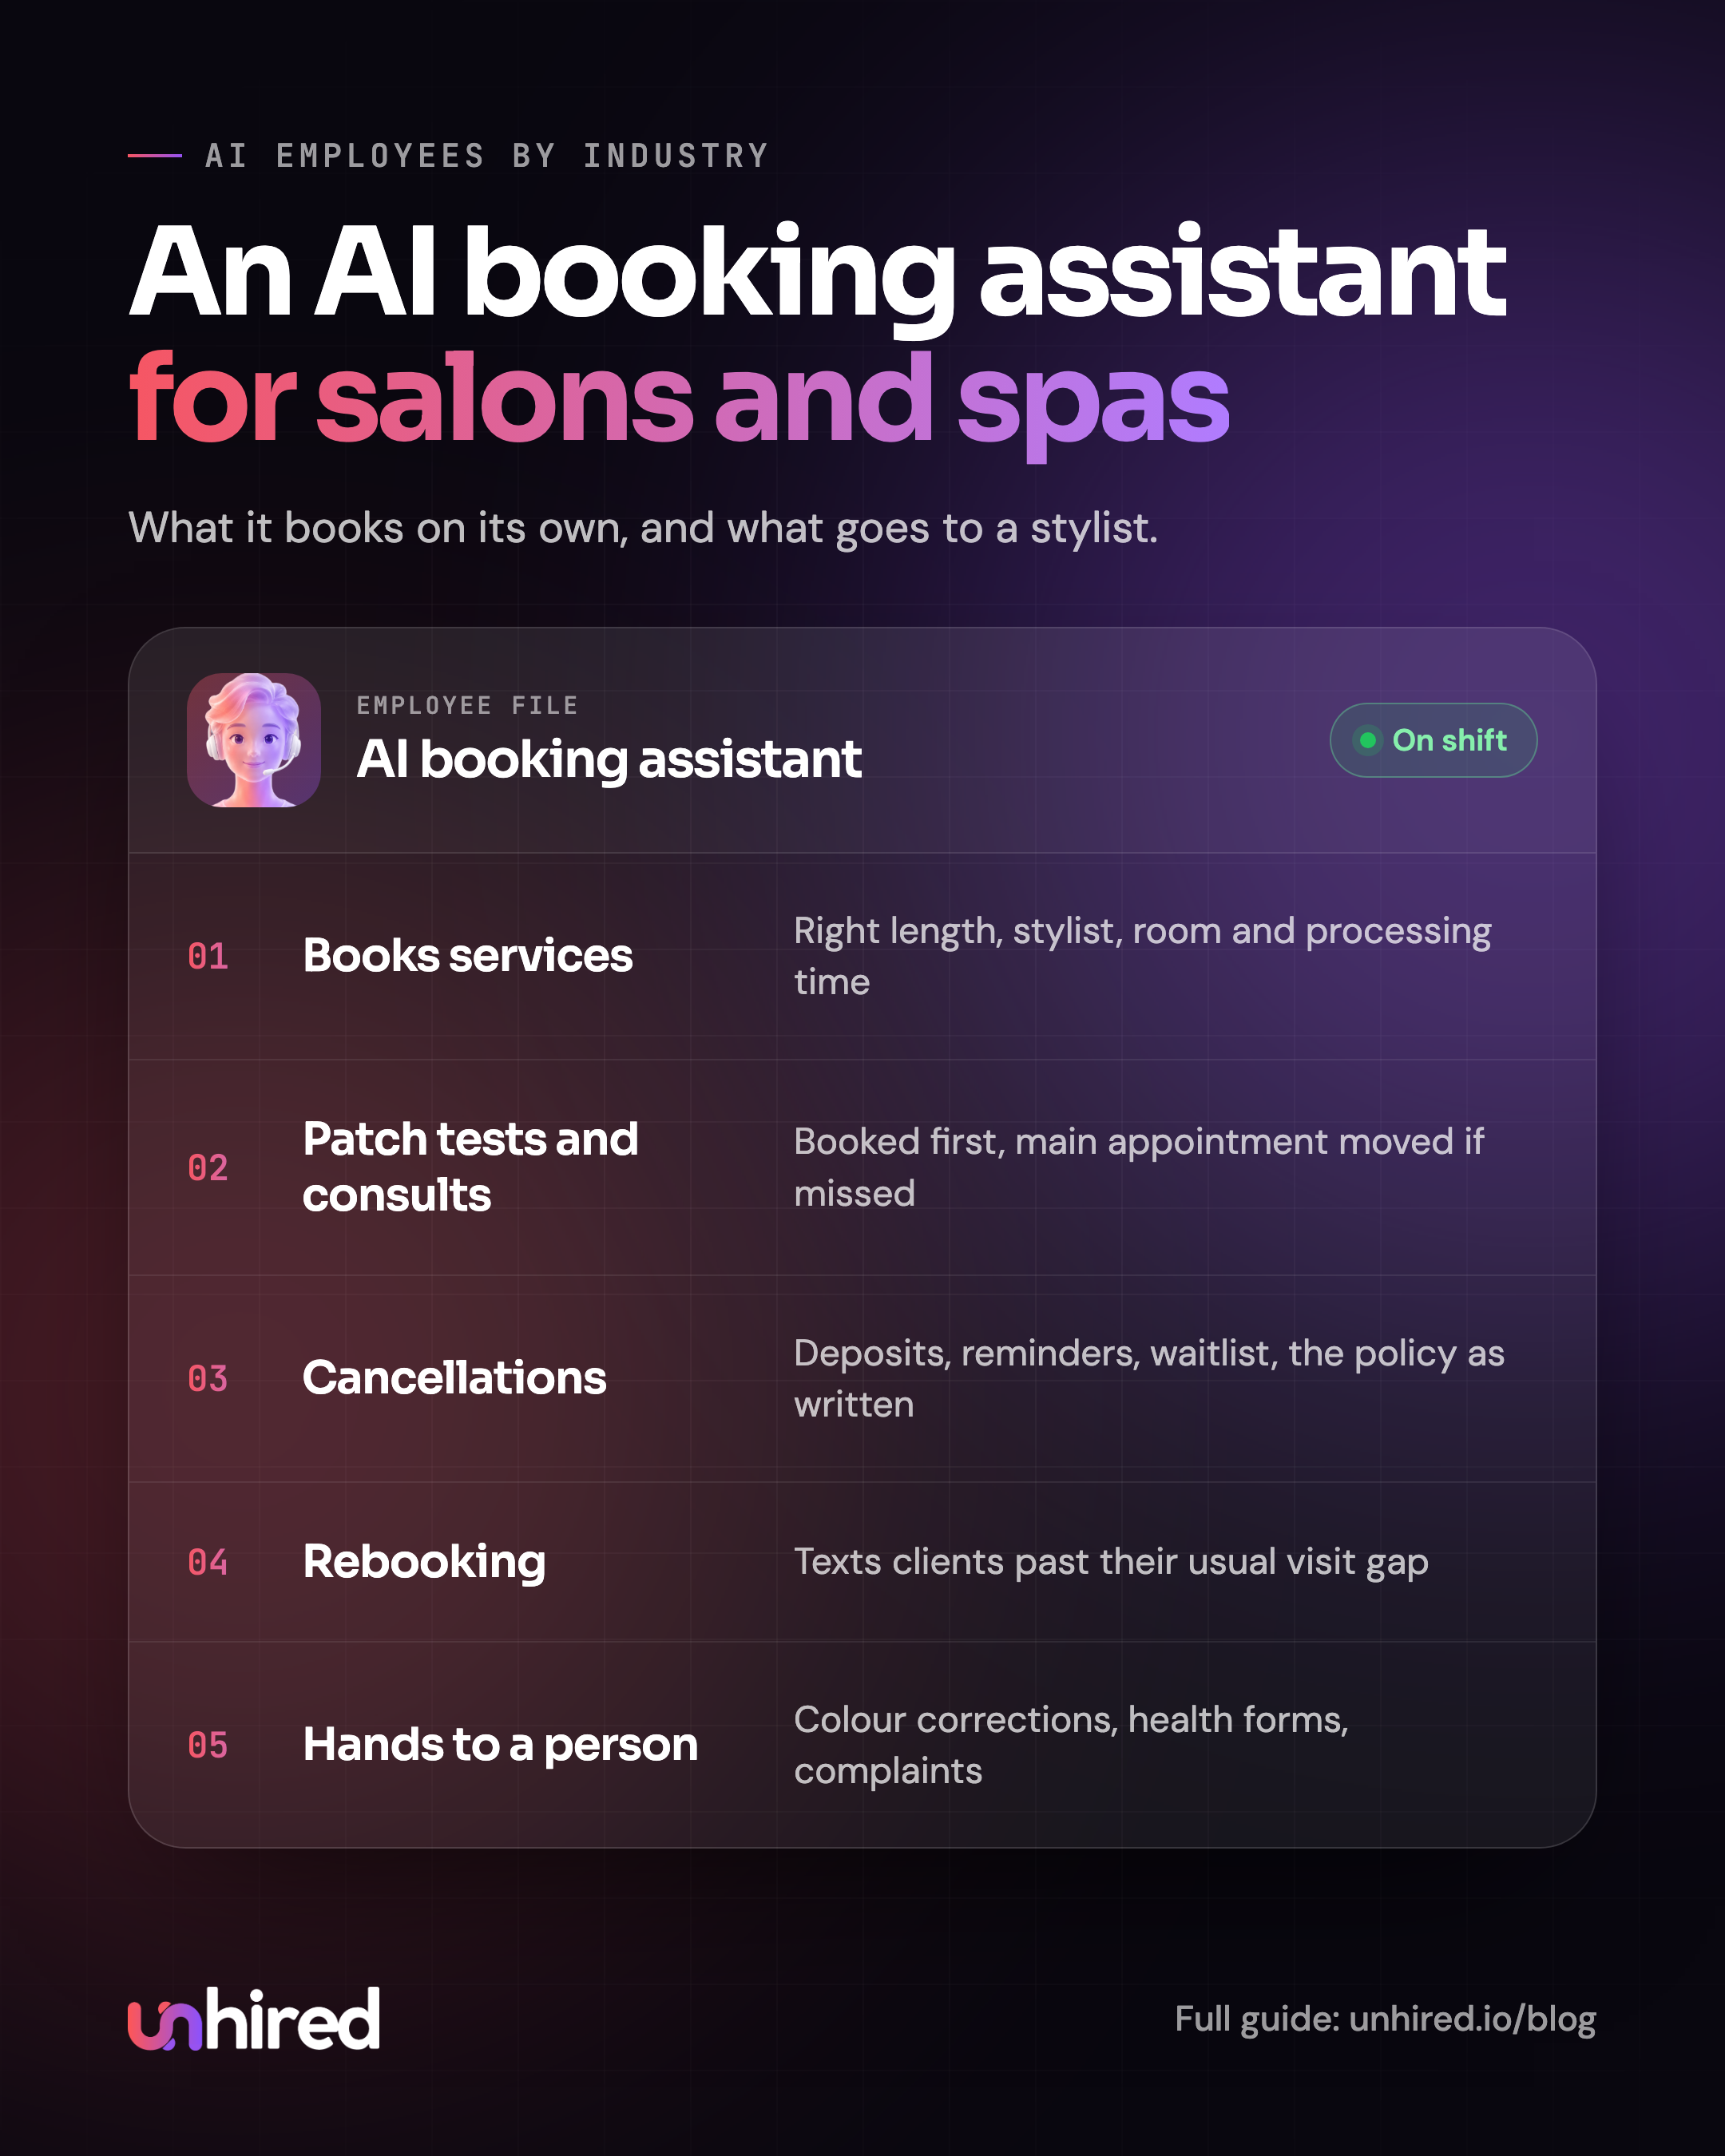 AI EMPLOYEES BY INDUSTRY
An AI booking assistant
for salons and spas
What it books on its own, and what goes to a stylist.
EMPLOYEE FILE
AI booking assistant
On shift
01
Books services
Right length, stylist, room and processing
time
02
Patch tests and
consults
Booked first, main appointment moved if
missed
03
Cancellations
Deposits, reminders, waitlist, the policy as
written
04
Rebooking
Texts clients past their usual visit gap
05
Hands to a person
Colour corrections, health forms,
complaints
unhired
Full guide: unhired.io/blog